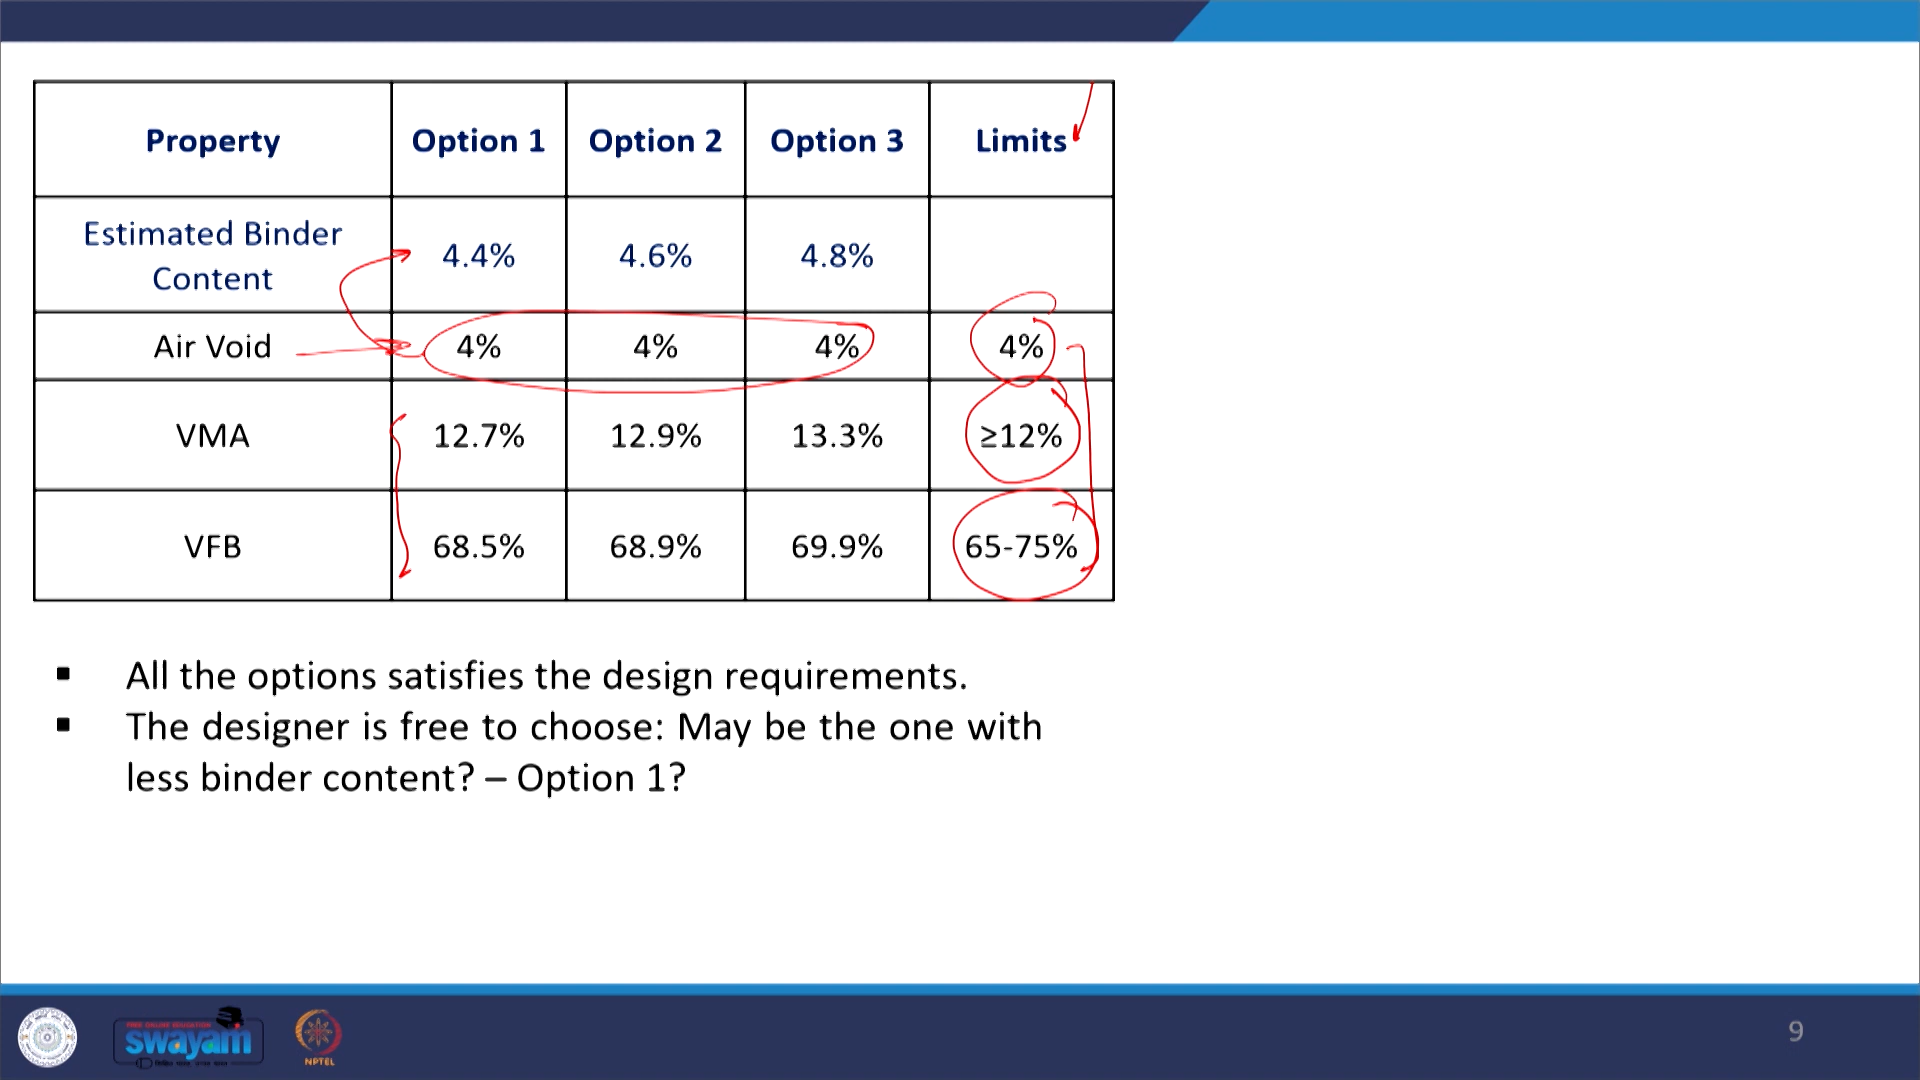 Property Option 1 Option 2 Option 3 Limits
Estimated Binder
Content 4.4% 4.6% 4.8%
Air Void 4% 4% 4% 4%
VMA 12.7% 12.9% 13.3% ≥12%
VFB 68.5% 68.9% 69.9% 65-75%
▪ All the options satisfies the design requirements.
▪ The designer is free to choose: May be the one with
less binder content? – Option 1?
FREE ONLINE EDUCATION
swayam
NPTEL
9